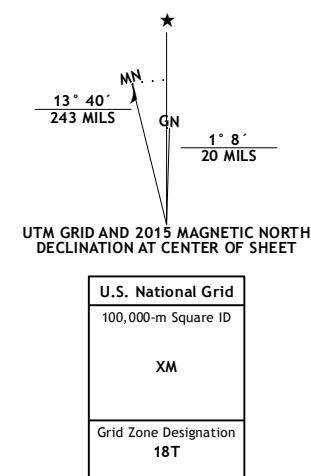 MN
13° 40´
243 MILS
GN
1° 8´
20 MILS
UTM GRID AND 2015 MAGNETIC NORTH
DECLINATION AT CENTER OF SHEET
U.S. National Grid
100,000-m Square ID
XM
Grid Zone Designation
18T